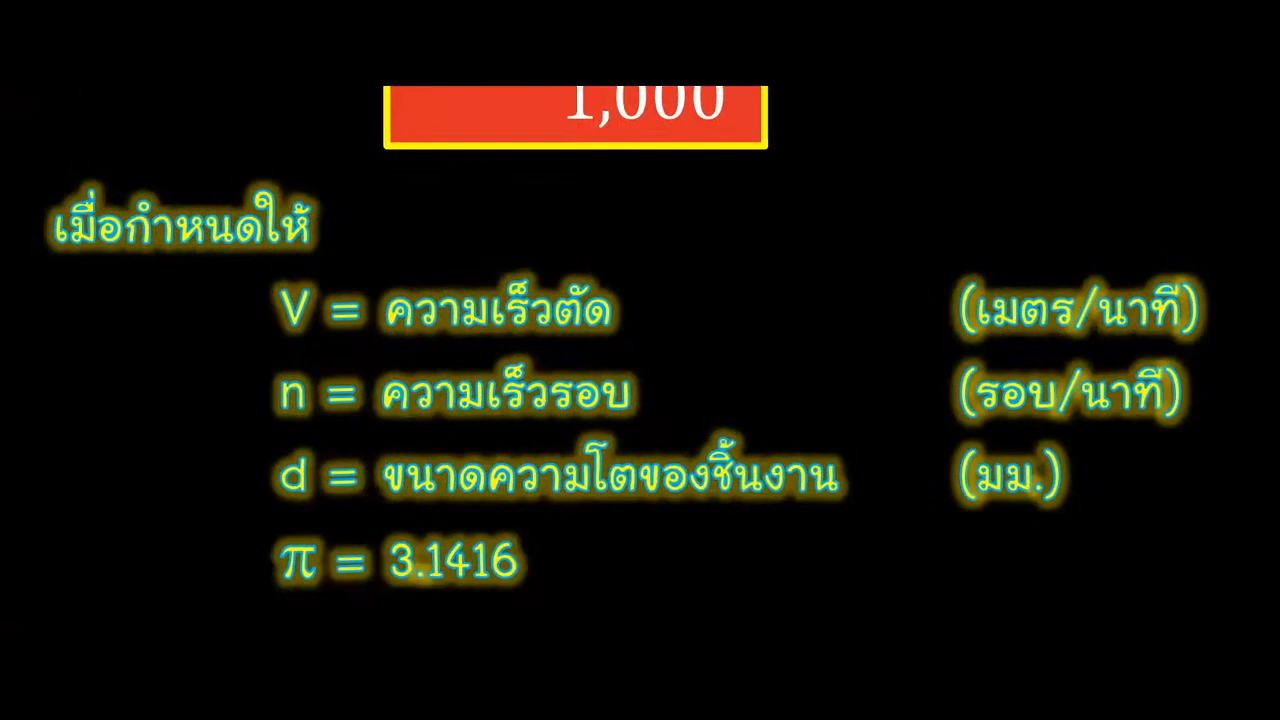 1,000
เมื่อกำหนดให้
V = ความเร็วตัด (เมตร/นาที)
n = ความเร็วรอบ (รอบ/นาที)
d = ขนาดความโตของชิ้นงาน (มม.)
π = 3.1416